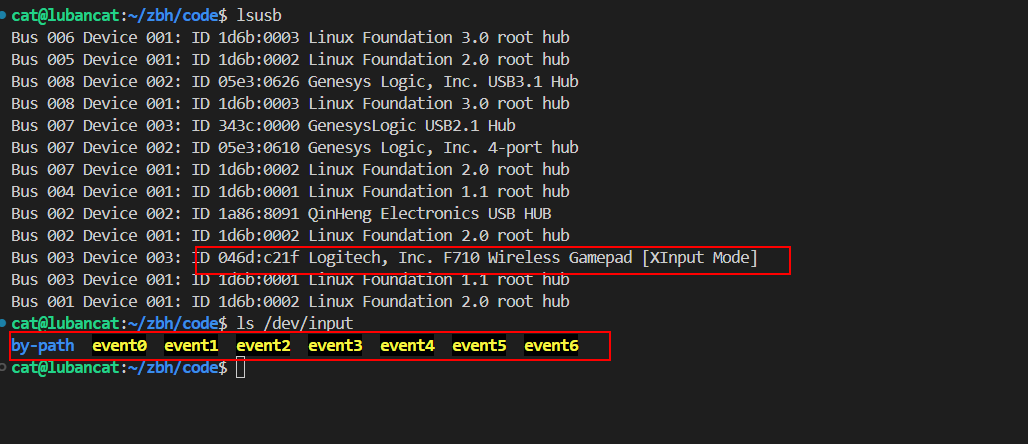 cat@lubancat:~/zbh/code$ lsusb
Bus 006 Device 001: ID 1d6b:0003 Linux Foundation 3.0 root hub
Bus 005 Device 001: ID 1d6b:0002 Linux Foundation 2.0 root hub
Bus 008 Device 002: ID 05e3:0626 Genesys Logic, Inc. USB3.1 Hub
Bus 008 Device 001: ID 1d6b:0003 Linux Foundation 3.0 root hub
Bus 007 Device 003: ID 343c:0000 GenesysLogic USB2.1 Hub
Bus 007 Device 002: ID 05e3:0610 Genesys Logic, Inc. 4-port hub
Bus 007 Device 001: ID 1d6b:0002 Linux Foundation 2.0 root hub
Bus 004 Device 001: ID 1d6b:0001 Linux Foundation 1.1 root hub
Bus 002 Device 002: ID 1a86:8091 QinHeng Electronics USB HUB
Bus 002 Device 001: ID 1d6b:0002 Linux Foundation 2.0 root hub
Bus 003 Device 003: ID 046d:c21f Logitech, Inc. F710 Wireless Gamepad [XInput Mode]
Bus 003 Device 001: ID 1d6b:0001 Linux Foundation 1.1 root hub
Bus 001 Device 001: ID 1d6b:0002 Linux Foundation 2.0 root hub
cat@lubancat:~/zbh/code$ ls /dev/input
by-path event0 event1 event2 event3 event4 event5 event6
cat@lubancat:~/zbh/code$